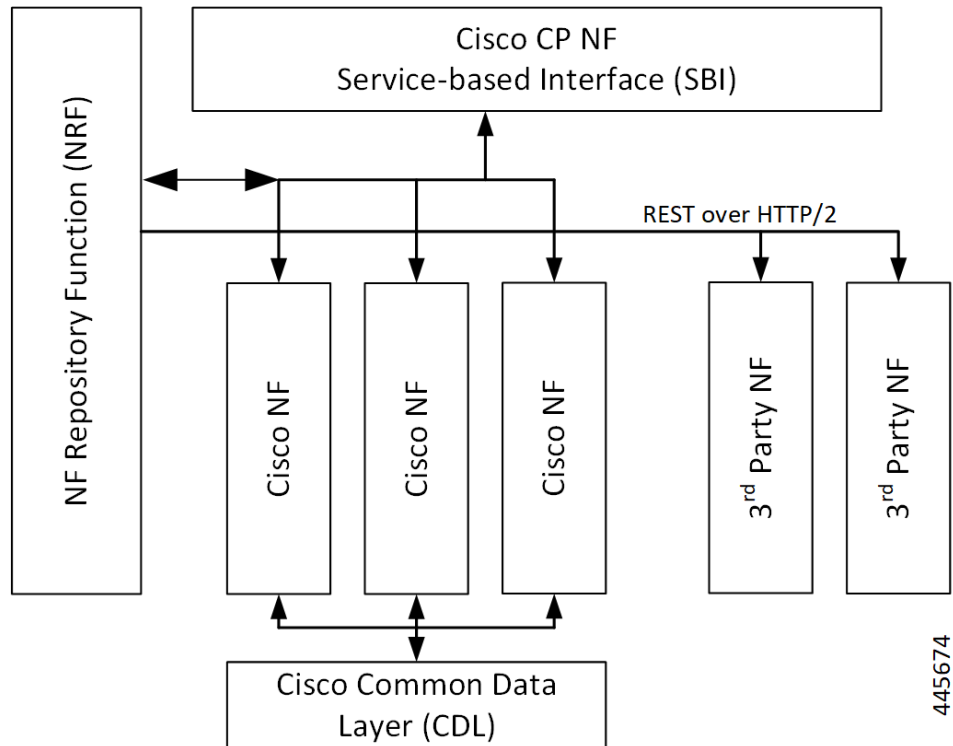 Cisco CP NF
Service-based Interface (SBI)
NF Repository Function (NRF)
REST over HTTP/2
Cisco NF
Cisco NF
Cisco NF
3rd Party NF
3rd Party NF
Cisco Common Data
Layer (CDL)
445674